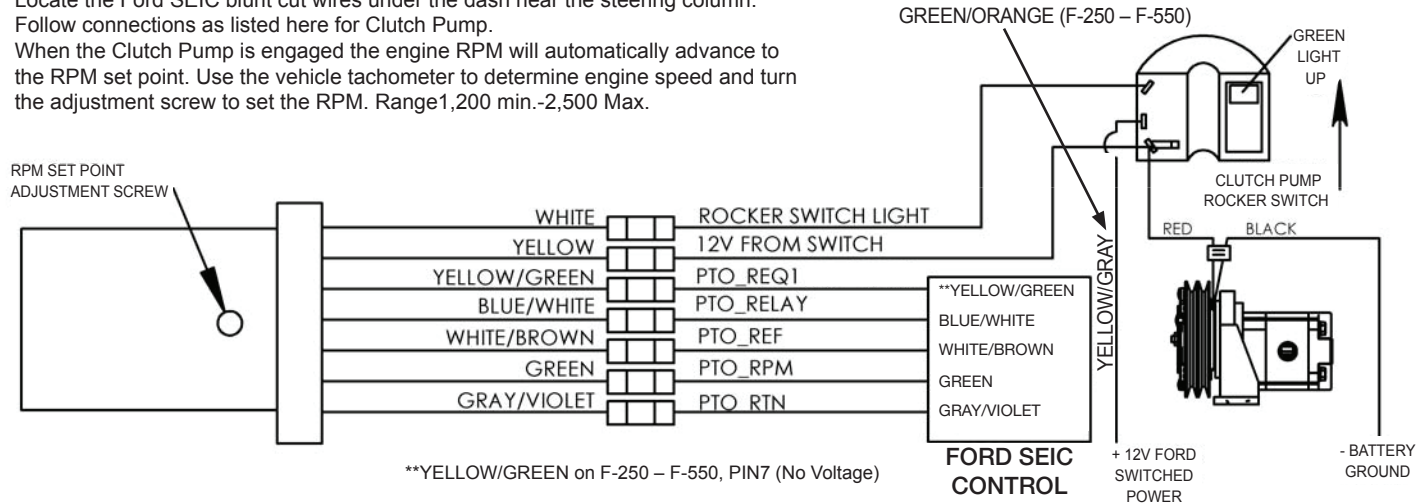 Locate the Ford SEIC blunt cut wires under the dash near the steering column.
Follow connections as listed here for Clutch Pump.
When the Clutch Pump is engaged the engine RPM will automatically advance to
the RPM set point. Use the vehicle tachometer to determine engine speed and turn
the adjustment screw to set the RPM. Range1,200 min.-2,500 Max.
GREEN/ORANGE (F-250 – F-550)
GREEN
LIGHT
UP
RPM SET POINT
ADJUSTMENT SCREW
CLUTCH PUMP
ROCKER SWITCH
WHITE
ROCKER SWITCH LIGHT
YELLOW
12V FROM SWITCH
YELLOW/GREEN
PTO_REQ1
BLUE/WHITE
PTO_RELAY
WHITE/BROWN
PTO_REF
GREEN
PTO_RPM
GRAY/VIOLET
PTO_RTN
**YELLOW/GREEN
BLUE/WHITE
WHITE/BROWN
GREEN
GRAY/VIOLET
YELLOW/GRAY
RED
BLACK
**YELLOW/GREEN on F-250 – F-550, PIN7 (No Voltage)
FORD SEIC
CONTROL
+ 12V FORD
SWITCHED
POWER
- BATTERY
GROUND